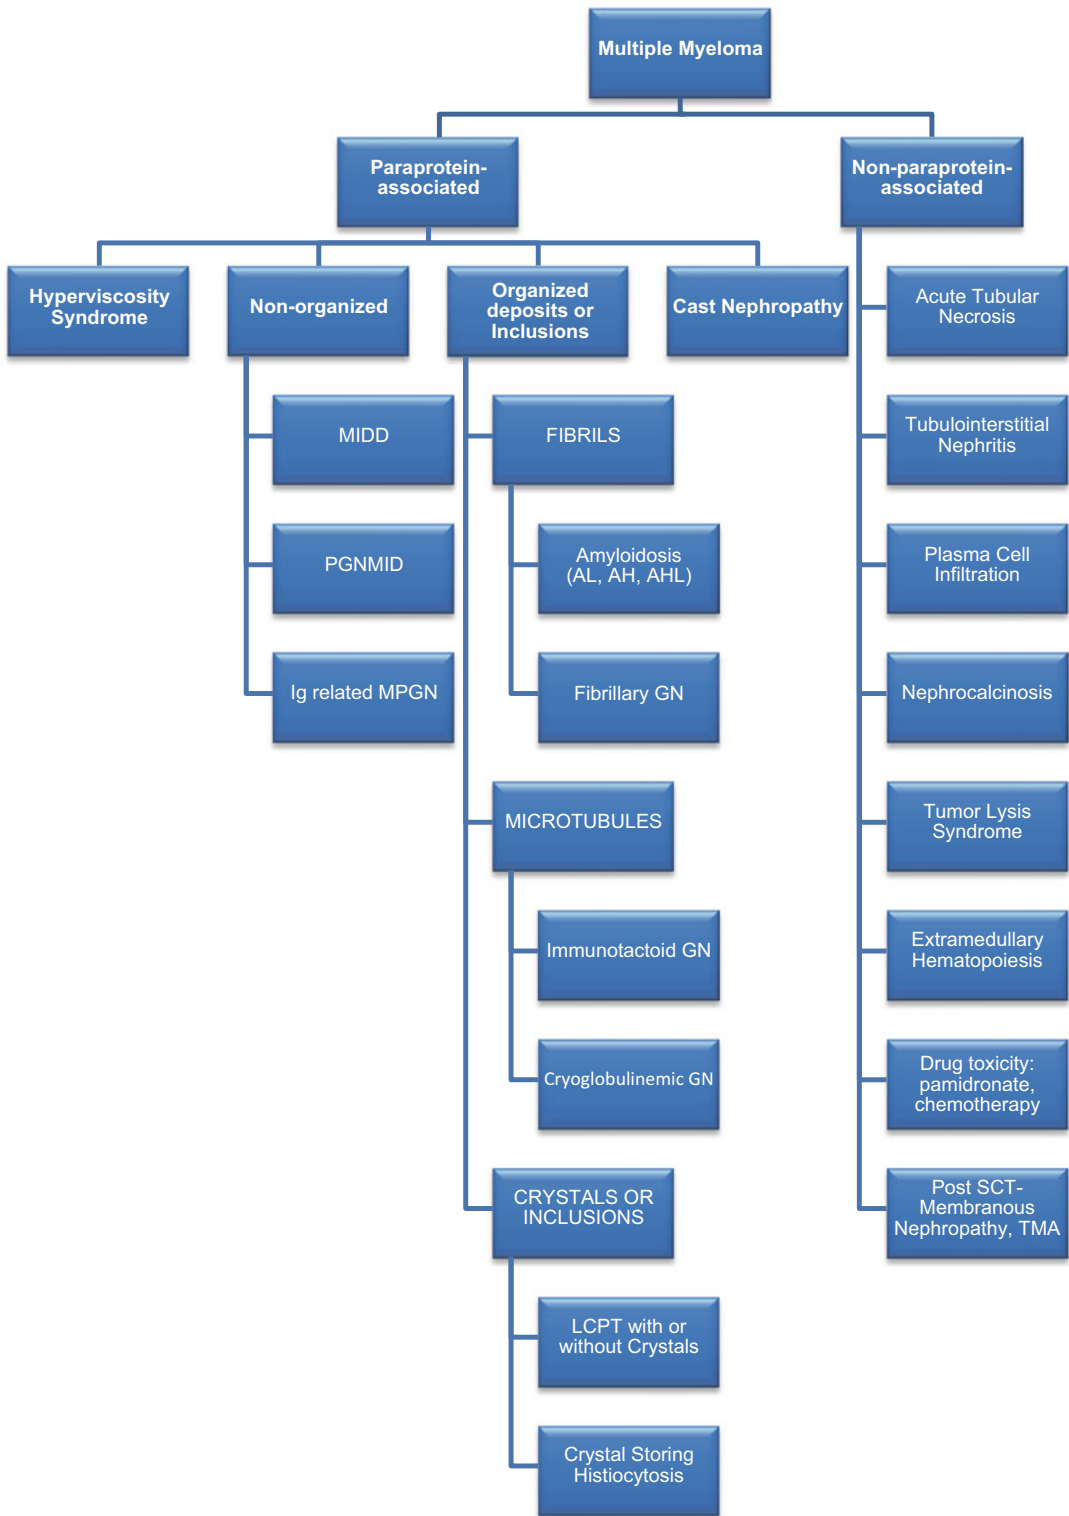 Multiple Myeloma
Paraprotein-
associated
Non-paraprotein-
associated
Hyperviscosity
Syndrome
Non-organized
Organized
deposits or
Inclusions
Cast Nephropathy
MIDD
PGNMID
Ig related MPGN
FIBRILS
Amyloidosis
(AL, AH, AHL)
Fibrillary GN
MICROTUBULES
Immunotactoid GN
Cryoglobulinemic GN
CRYSTALS OR
INCLUSIONS
LCPT with or
without Crystals
Crystal Storing
Histiocytosis
Acute Tubular
Necrosis
Tubulointerstitial
Nephritis
Plasma Cell
Infiltration
Nephrocalcinosis
Tumor Lysis
Syndrome
Extramedullary
Hematopoiesis
Drug toxicity:
pamidronate,
chemotherapy
Post SCT-
Membranous
Nephropathy, TMA